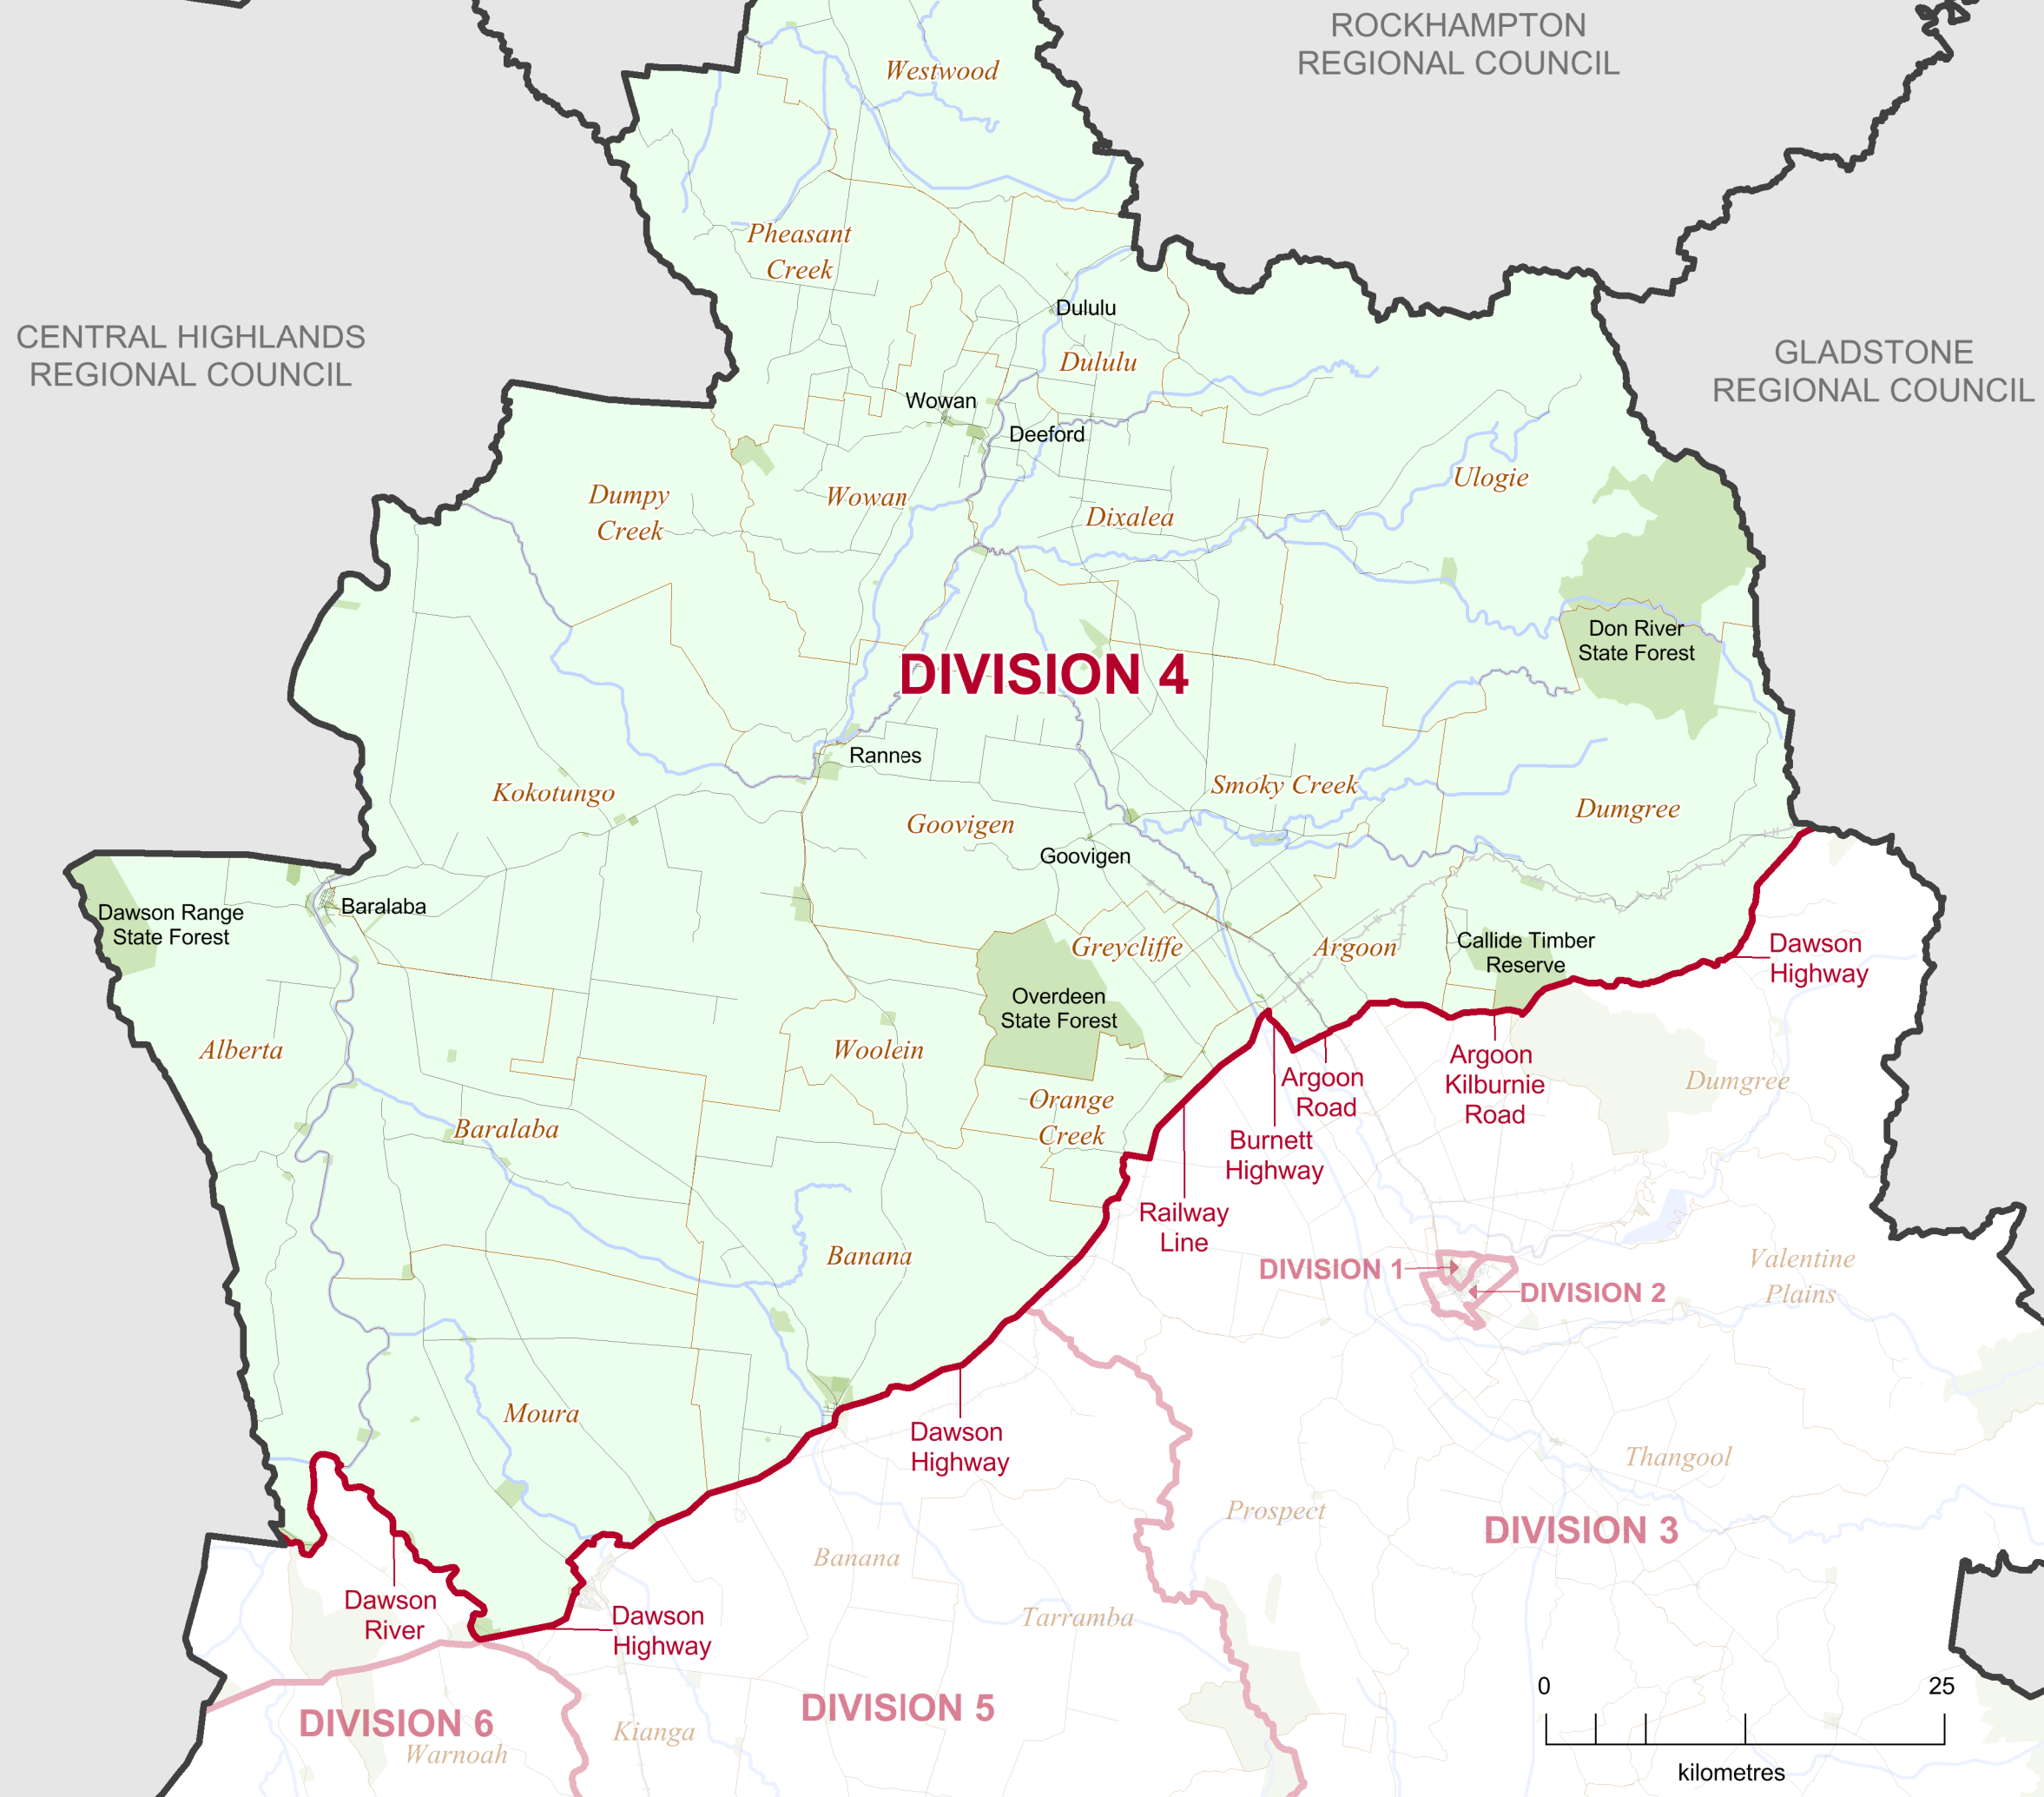 ROCKHAMPTON
REGIONAL COUNCIL
Westwood
Pheasant
Creek
Dululu
CENTRAL HIGHLANDS
REGIONAL COUNCIL
GLADSTONE
REGIONAL COUNCIL
Dululu
Wowan
Deeford
Ulogie
Dumpy
Creek
Wowan
Dixalea
Don River
State Forest
DIVISION 4
Rannes
Kokotungo
Smoky Creek
Dumgree
Goovigen
Goovigen
Baralaba
Dawson Range
State Forest
Greycliffe
Argoon
Callide Timber
Reserve
Dawson
Highway
Overdeen
State Forest
Alberta
Woolein
Argoon
Kilburnie
Road
Argoon
Road
Dumgree
Orange
Creek
Baralaba
Burnett
Highway
Railway
Line
Banana
DIVISION 1
DIVISION 2
Valentine
Plains
Moura
Dawson
Highway
Thangool
Prospect
DIVISION 3
Banana
Dawson
River
Dawson
Highway
Tarramba
DIVISION 6
DIVISION 5
Kianga
Warnoah
0 25
kilometres